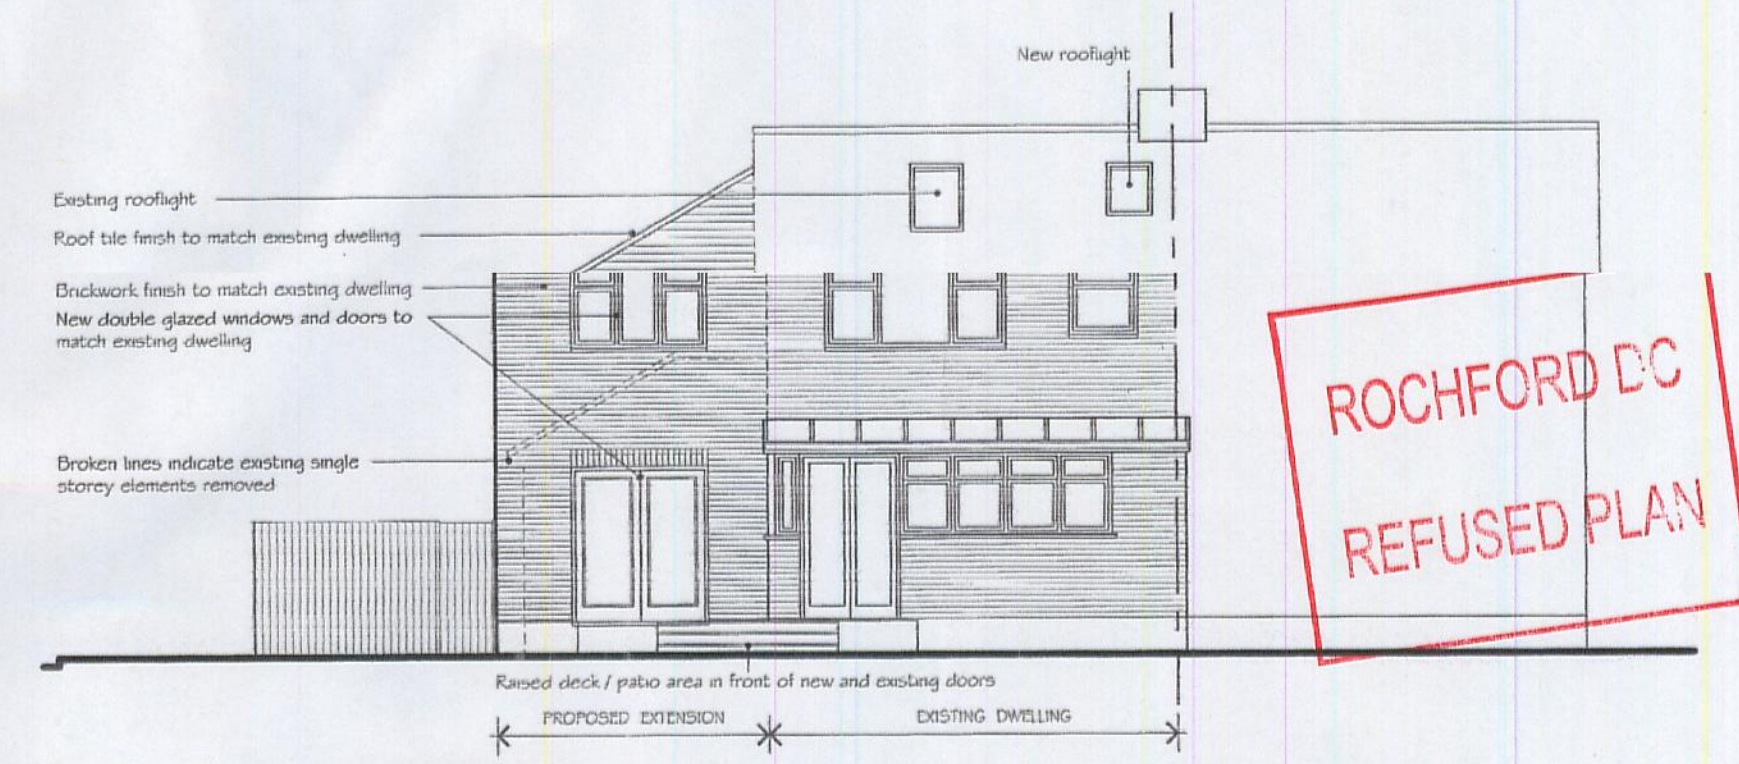 New rooflight
Existing rooflight
Roof tile finish to match existing dwelling
Brickwork finish to match existing dwelling
New double glazed windows and doors to
match existing dwelling
Broken lines indicate existing single
storey elements removed
ROCHFORD DC
REFUSED PLAN
Raised deck / patio area in front of new and existing doors
PROPOSED EXTENSION
EXISTING DWELLING